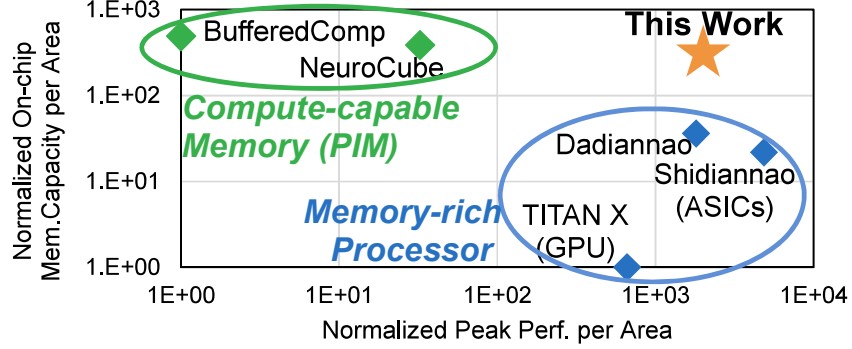 1.E+03
This Work
BufferedComp
NeuroCube
Normalized On-chip
Mem.Capacity per Area
1.E+02
Compute-capable
Memory (PIM)
Dadiannao
1.E+01
Shidiannao
(ASICs)
Memory-rich
Processor
TITAN X
(GPU)
1.E+00
1E+00
1E+01
1E+02
1E+03
1E+04
Normalized Peak Perf. per Area